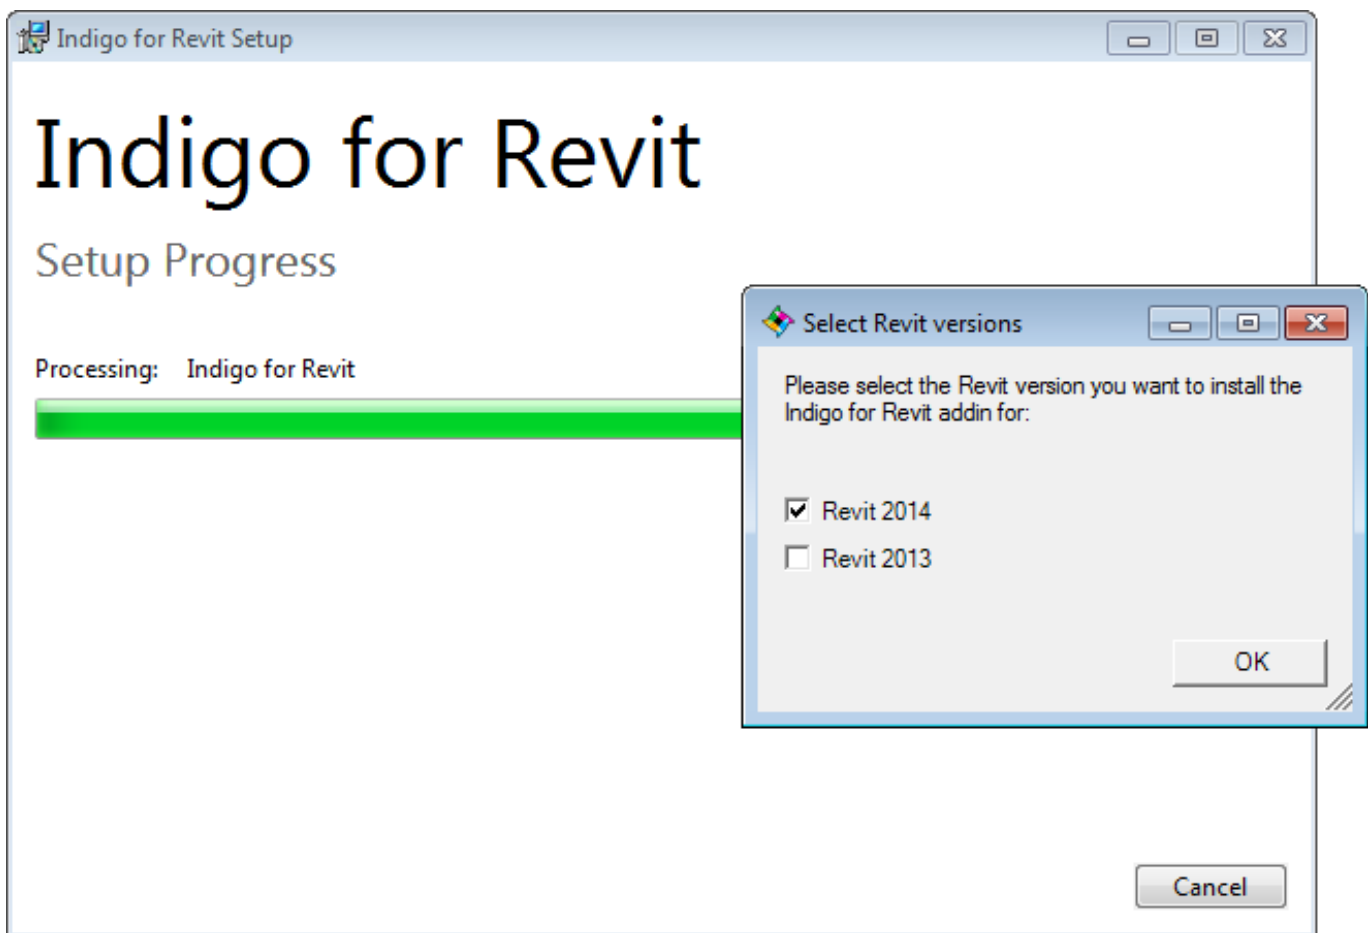 Indigo for Revit Setup
Indigo for Revit
Setup Progress
Processing: Indigo for Revit
Select Revit versions
Please select the Revit version you want to install the
Indigo for Revit addin for:
Revit 2014
Revit 2013
OK
Cancel